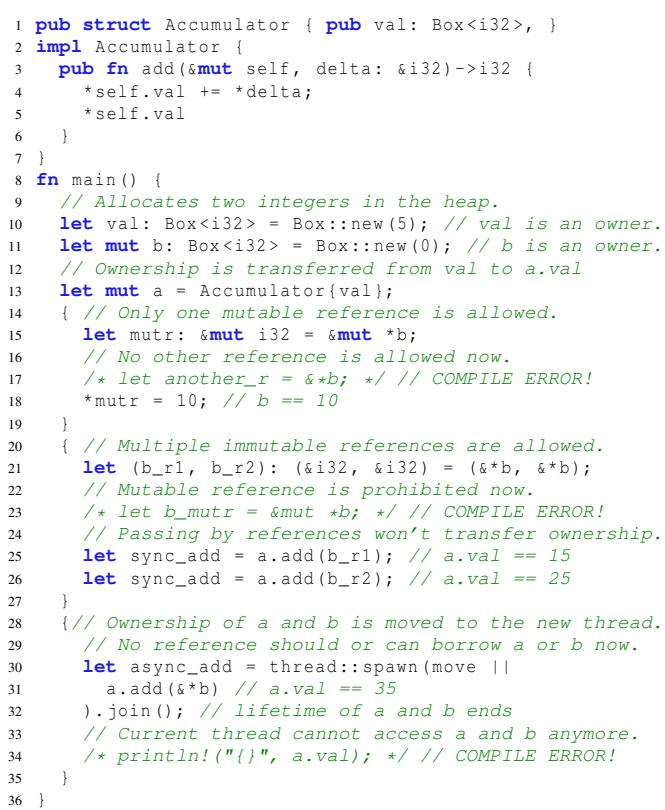 1 pub struct Accumulator { pub val: Box<i32>, }
2 impl Accumulator {
3   pub fn add(&mut self, delta: &i32)->i32 {
4     *self.val += *delta;
5     *self.val
6   }
7 }
8 fn main() {
9   // Allocates two integers in the heap.
10   let val: Box<i32> = Box::new(5); // val is an owner.
11   let mut b: Box<i32> = Box::new(0); // b is an owner.
12   // Ownership is transferred from val to a.val
13   let mut a = Accumulator{val};
14   { // Only one mutable reference is allowed.
15     let mutr: &mut i32 = &mut *b;
16     // No other reference is allowed now.
17     /* let another_r = &*b; */ // COMPILE ERROR!
18     *mutr = 10; // b == 10
19   }
20   { // Multiple immutable references are allowed.
21     let (b_r1, b_r2): (&i32, &i32) = (&*b, &*b);
22     // Mutable reference is prohibited now.
23     /* let b_mutr = &mut *b; */ // COMPILE ERROR!
24     // Passing by references won't transfer ownership.
25     let sync_add = a.add(b_r1); // a.val == 15
26     let sync_add = a.add(b_r2); // a.val == 25
27   }
28   {// Ownership of a and b is moved to the new thread.
29     // No reference should or can borrow a or b now.
30     let async_add = thread::spawn(move ||
31       a.add(&*b) // a.val == 35
32     ).join(); // lifetime of a and b ends
33     // Current thread cannot access a and b anymore.
34     /* println!("{}", a.val); */ // COMPILE ERROR!
35   }
36 }